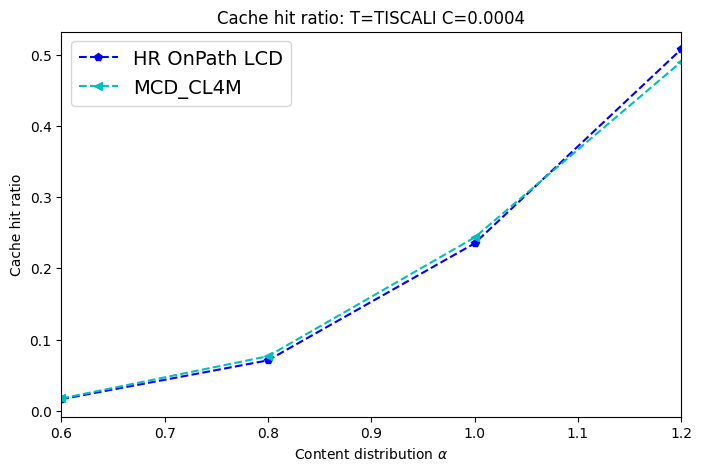 Cache hit ratio: T=TISCALI C=0.0004
HR OnPath LCD
MCD_CL4M
Cache hit ratio
0.5
0.4
0.3
0.2
0.1
0.0
0.6 0.7 0.8 0.9 1.0 1.1 1.2
Content distribution α